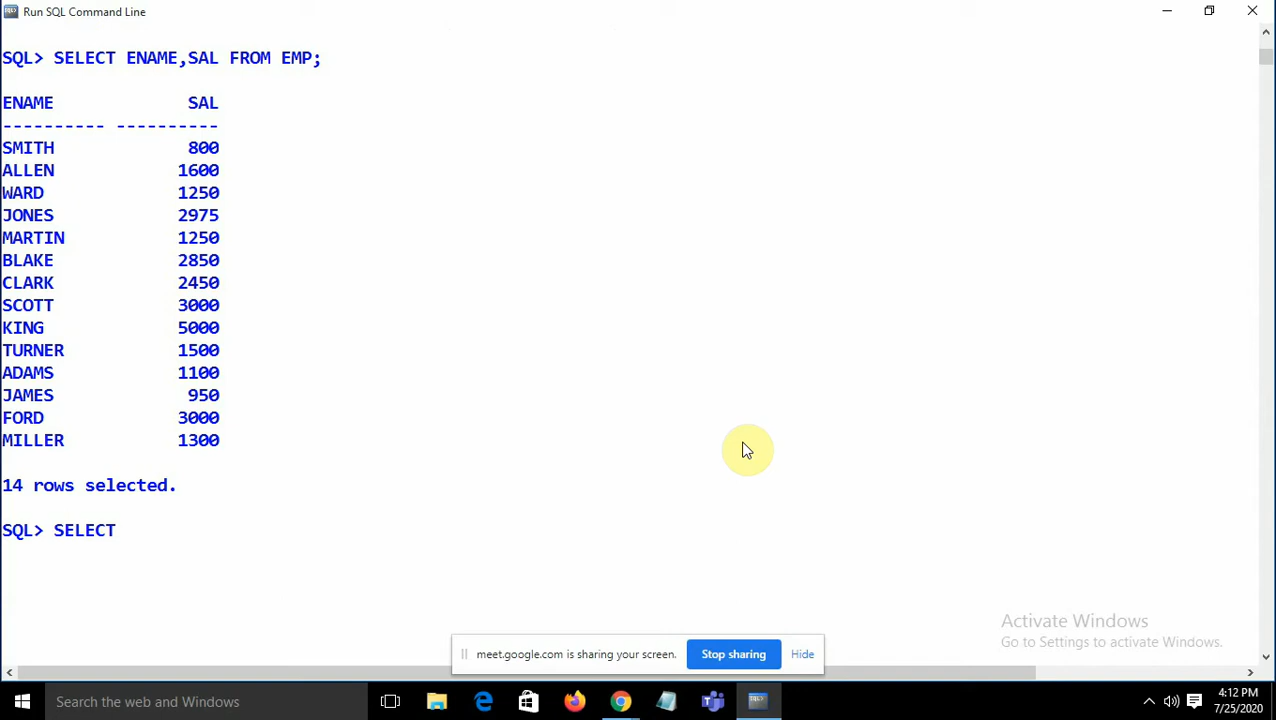 Run SQL Command Line
SQL> SELECT ENAME,SAL FROM EMP;
ENAME SAL
---------- ----------
SMITH 800
ALLEN 1600
WARD 1250
JONES 2975
MARTIN 1250
BLAKE 2850
CLARK 2450
SCOTT 3000
KING 5000
TURNER 1500
ADAMS 1100
JAMES 950
FORD 3000
MILLER 1300
14 rows selected.
SQL> SELECT
Activate Windows
Go to Settings to activate Windows.
meet.google.com is sharing your screen. Stop sharing Hide
Search the web and Windows
4:12 PM
7/25/2020